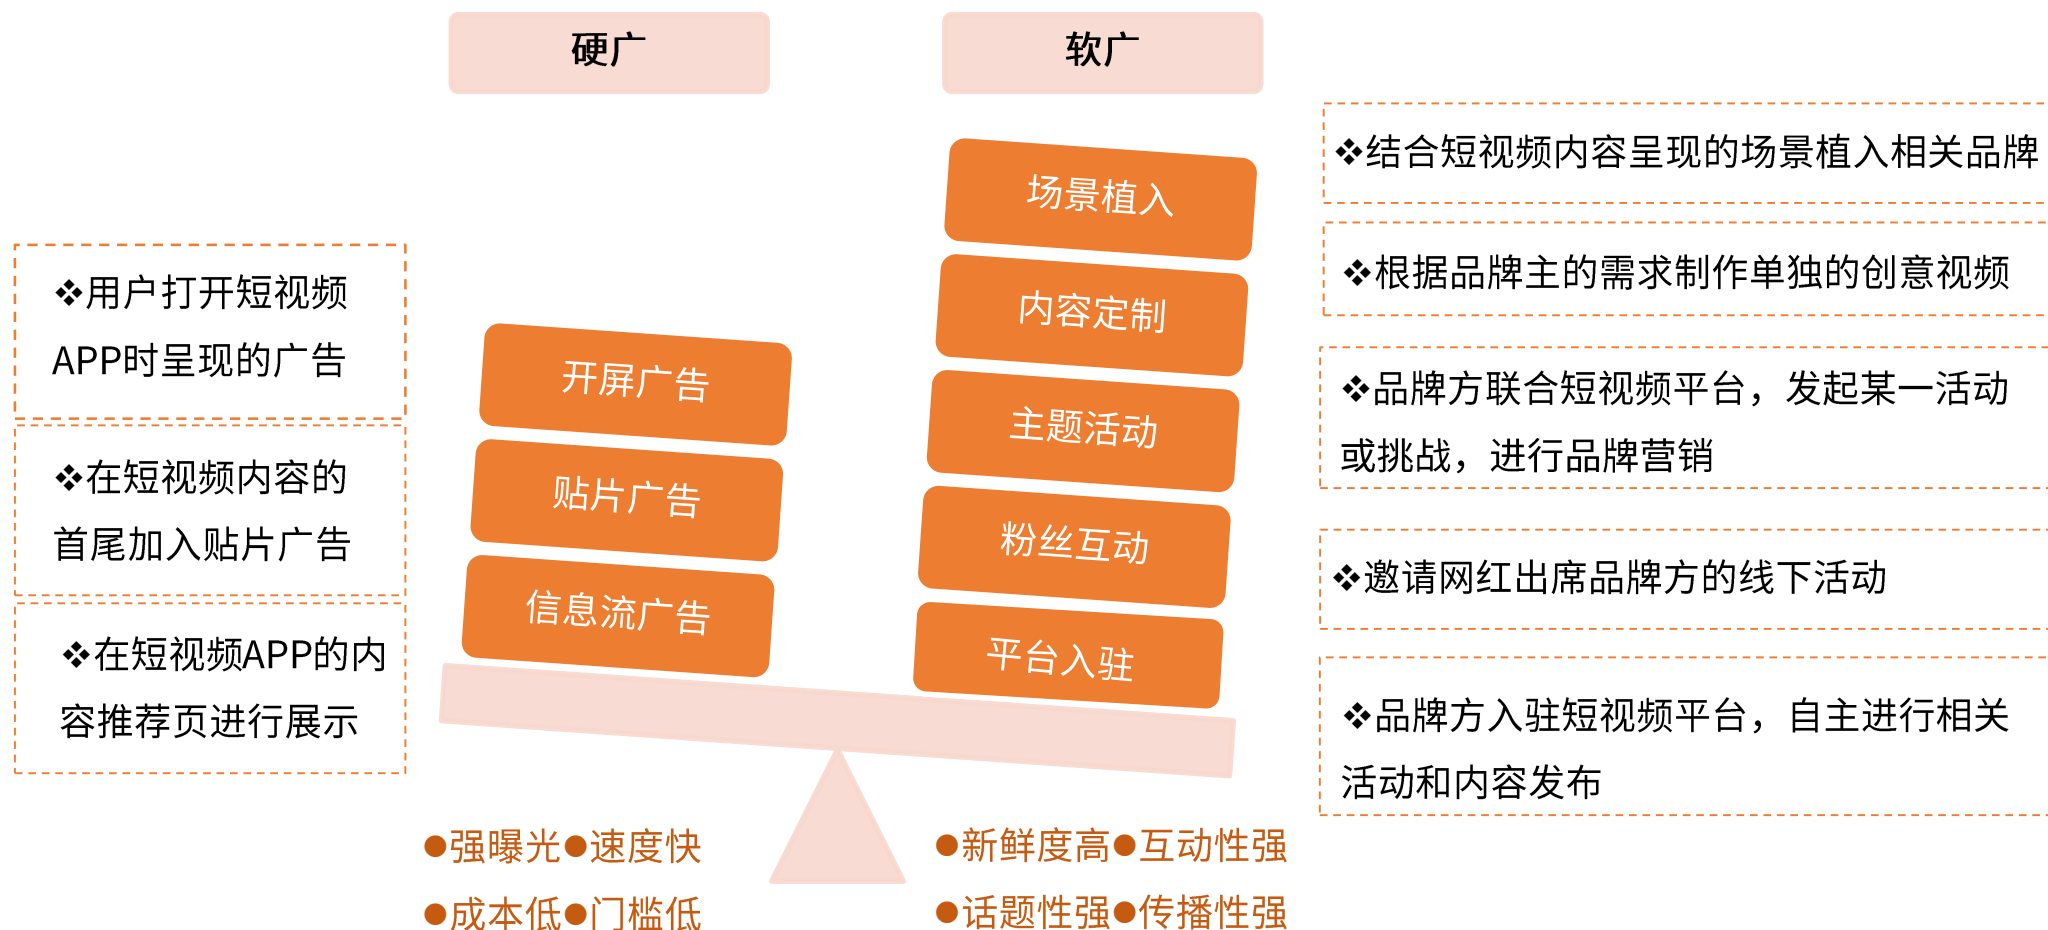 硬广
软广
❖用户打开短视频
APP时呈现的广告
❖在短视频内容的
首尾加入贴片广告
❖在短视频APP的内
容推荐页进行展示
开屏广告
贴片广告
信息流广告
场景植入
内容定制
主题活动
粉丝互动
平台入驻
❖结合短视频内容呈现的场景植入相关品牌
❖根据品牌主的需求制作单独的创意视频
❖品牌方联合短视频平台，发起某一活动
或挑战，进行品牌营销
❖邀请网红出席品牌方的线下活动
❖品牌方入驻短视频平台，自主进行相关
活动和内容发布
●强曝光●速度快
●成本低●门槛低
●新鲜度高●互动性强
●话题性强●传播性强